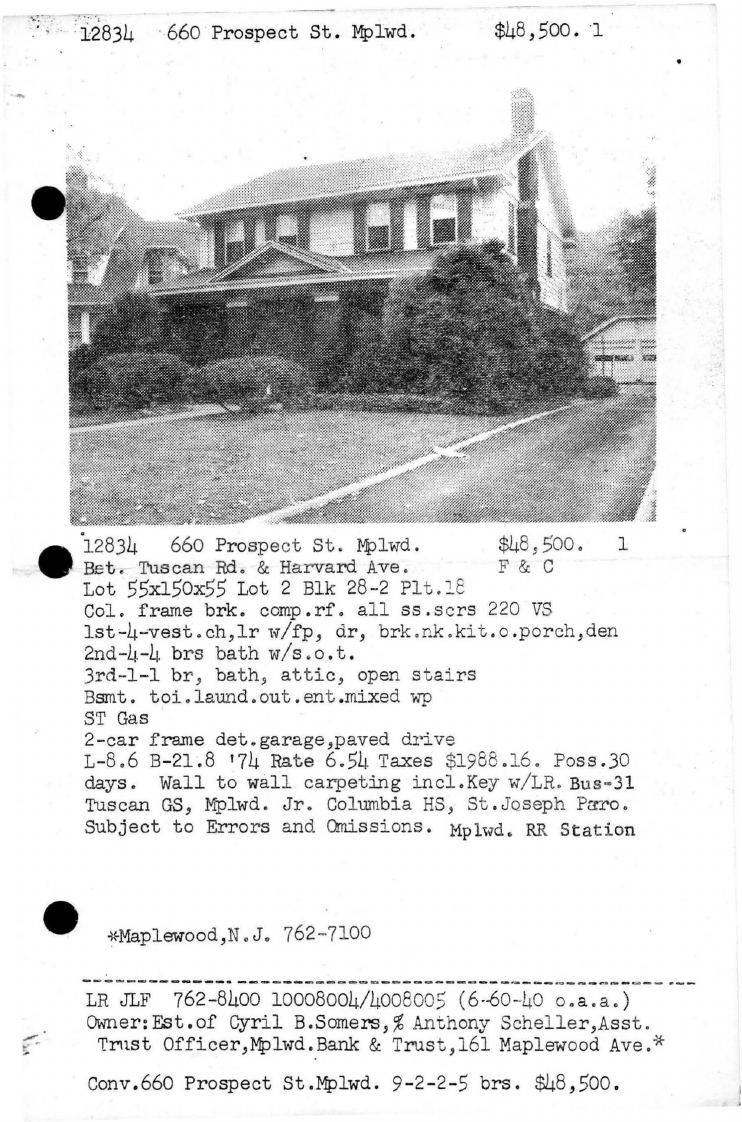 12834 660 Prospect St. Mplwd. $48,500. 1
12834 660 Prospect St. Mplwd. $48,500. 1
Bet. Tuscan Rd. & Harvard Ave. F & C
Lot 55x150x55 Lot 2 Blk 28-2 Plt.18
Col. frame brk. comp.rf. all ss.scrs 220 VS
1st-4-vest.ch,lr w/fp, dr, brk.nk.kit.o.porch,den
2nd-4-4 brs bath w/s.o.t.
3rd-1-1 br, bath, attic, open stairs
Bsmt. toi.laund.out.ent.mixed wp
ST Gas
2-car frame det.garage,paved drive
L-8.6 B-21.8 '74 Rate 6.54 Taxes $1988.16. Poss.30
days. Wall to wall carpeting incl.Key w/LR. Bus-31
Tuscan GS, Mplwd. Jr. Columbia HS, St.Joseph Paro.
Subject to Errors and Omissions. Mplwd. RR Station
*Maplewood,N.J. 762-7100
LR JLF 762-8400 10008004/4008005 (6-60-40 o.a.a.)
Owner:Est.of Cyril B.Somers,% Anthony Scheller,Asst.
Trust Officer,Mplwd.Bank & Trust,161 Maplewood Ave.*
Conv.660 Prospect St.Mplwd. 9-2-2-5 brs. $48,500.